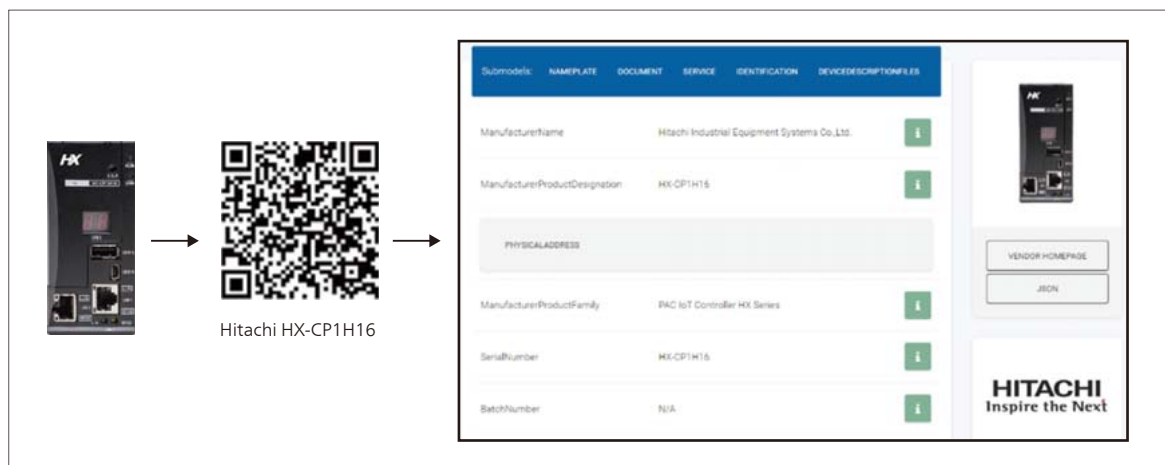 HX
Hitachi HX-CP1H16
Submodels: NAMEPLATE DOCUMENT SERVICE IDENTIFICATION DEVICEDESCRIPTIONFILES
ManufacturerName Hitachi Industrial Equipment Systems Co.,Ltd. i
ManufacturerProductDesignation HX-CP1H16 i
PHYSICALADDRESS
ManufacturerProductFamily PAC IoT Controller HX Series i
SerialNumber HX-CP1H16 i
BatchNumber N/A i
HX
VENDOR HOMEPAGE
JSON
HITACHI
Inspire the Next